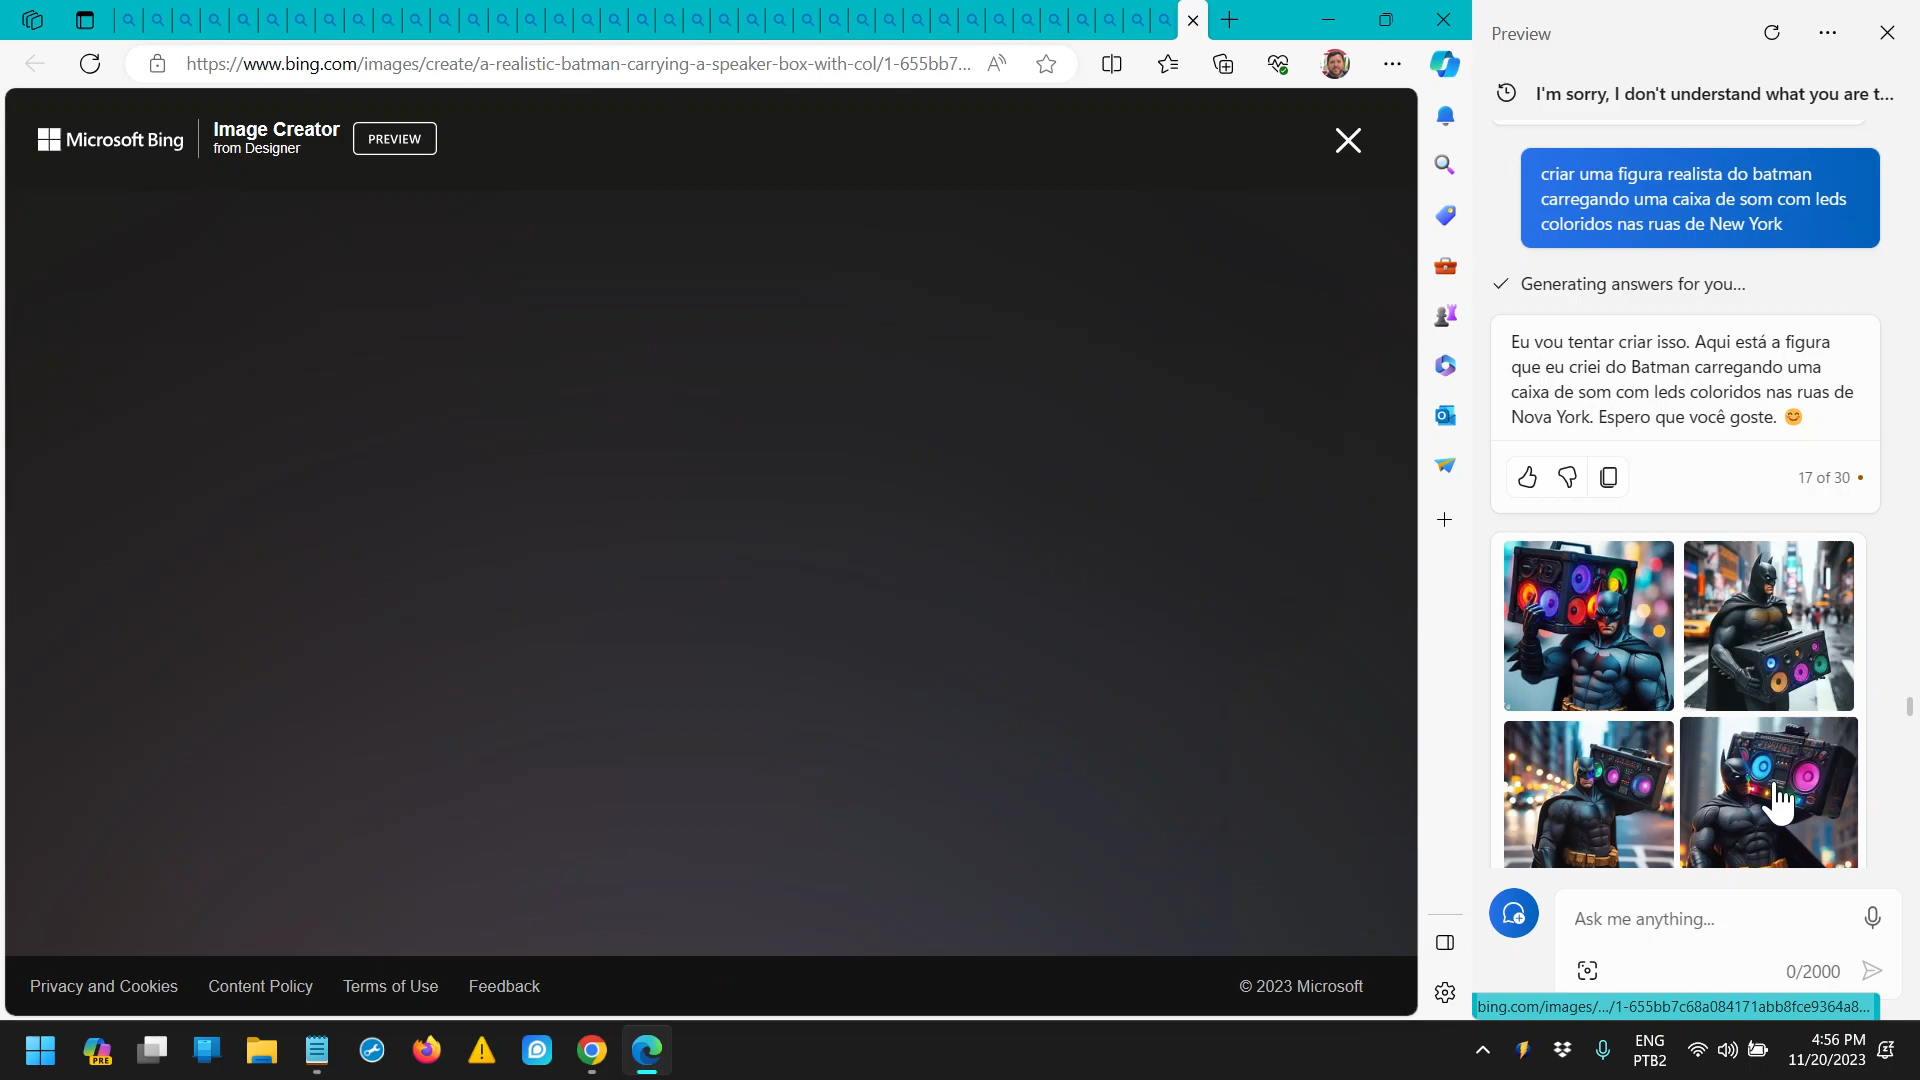 https://www.bing.com/images/create/a-realistic-batman-carrying-a-speaker-box-with-col/1-655bb7...
Microsoft Bing
Image Creator
from Designer
PREVIEW
Privacy and Cookies
Content Policy
Terms of Use
Feedback
© 2023 Microsoft
Preview
I'm sorry, I don't understand what you are t...
criar uma figura realista do batman
carregando uma caixa de som com leds
coloridos nas ruas de New York
Generating answers for you...
Eu vou tentar criar isso. Aqui está a figura
que eu criei do Batman carregando uma
caixa de som com leds coloridos nas ruas de
Nova York. Espero que você goste. 😊
17 of 30
Ask me anything...
0/2000
bing.com/images/.../1-655bb7c68a084171abb8fce9364a8...
PRE
ENG
PTB2
4:56 PM
11/20/2023